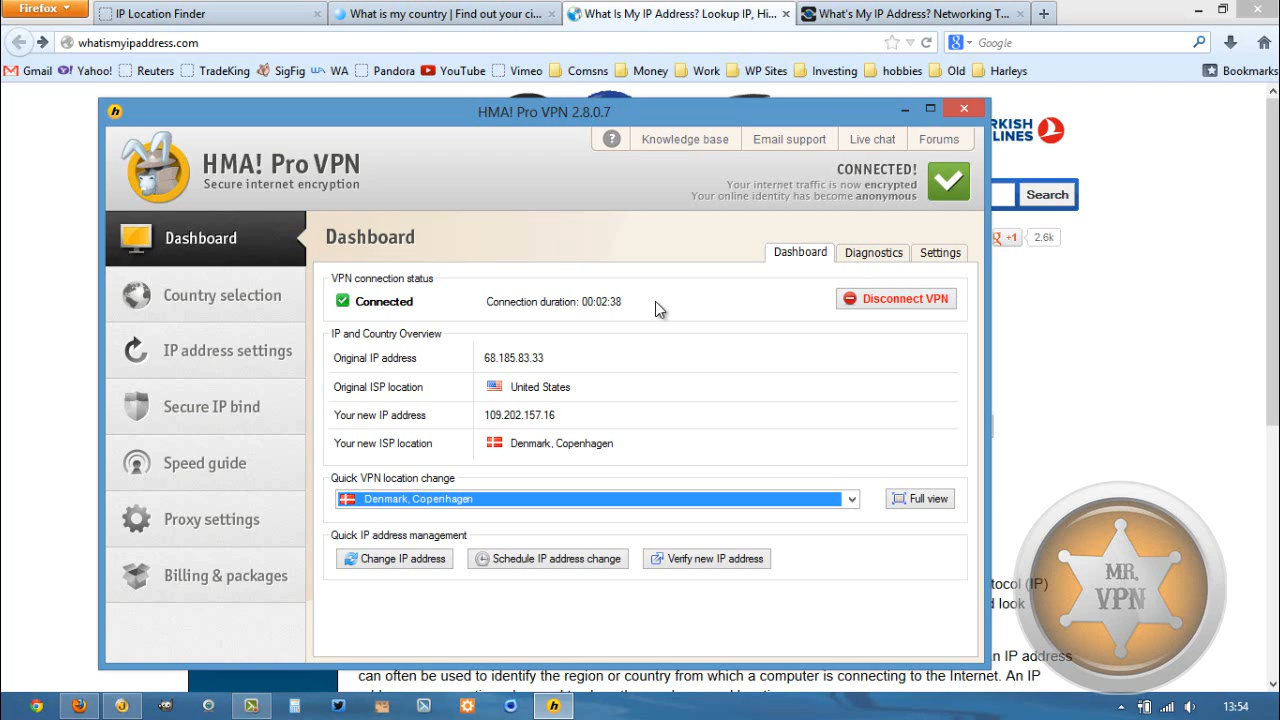 Firefox
IP Location Finder
What is my country | Find out your ci...
What Is My IP Address? Lookup IP, Hi...
What's My IP Address? Networking T...
whatismyipaddress.com
Google
Gmail Yahoo! Reuters TradeKing SigFig WA Pandora YouTube Vimeo Comsns Money Work WP Sites Investing hobbies Old Harleys Bookmarks
HMA! Pro VPN 2.8.0.7
RKISH
LINES
Knowledge base Email support Live chat Forums
HMA! Pro VPN
Secure internet encryption
CONNECTED!
Your internet traffic is now encrypted
Your online identity has become anonymous
Search
+1 2.6k
Dashboard
Country selection
IP address settings
Secure IP bind
Speed guide
Proxy settings
Billing & packages
Dashboard
Dashboard Diagnostics Settings
VPN connection status
Connected Connection duration: 00:02:38 Disconnect VPN
IP and Country Overview
Original IP address 68.185.83.33
Original ISP location United States
Your new IP address 109.202.157.16
Your new ISP location Denmark, Copenhagen
Quick VPN location change
Denmark, Copenhagen Full view
Quick IP address management
Change IP address Schedule IP address change Verify new IP address
MR.
VPN
otocol (IP)
d look
n IP address
can often be used to identify the region or country from which a computer is connecting to the Internet. An IP
13:54